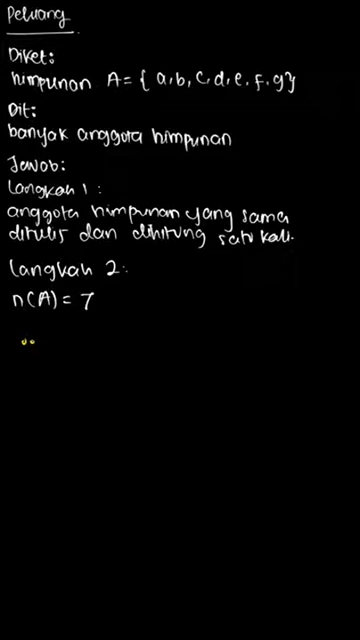 Peluang
Diket:
himpunan A = { a, b, c, d, e, f, g }
Dit:
banyak anggota himpunan
Jawab:
Langkah 1:
anggota himpunan yang sama
ditulis dan dihitung satu kali.
Langkah 2:
n(A) = 7